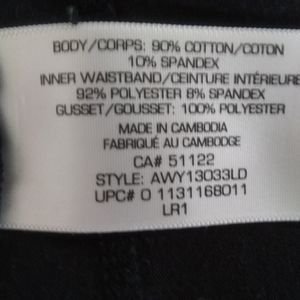 BODY/CORPS: 90% COTTON/COTON
10% SPANDEX
INNER WAISTBAND/CEINTURE INTÉRIEURE
92% POLYESTER 8% SPANDEX
GUSSET/GOUSSET: 100% POLYESTER
MADE IN CAMBODIA
FABRIQUÉ AU CAMBODGE
CA# 51122
STYLE: AWY13033LD
UPC# 0 1131168011
LR1